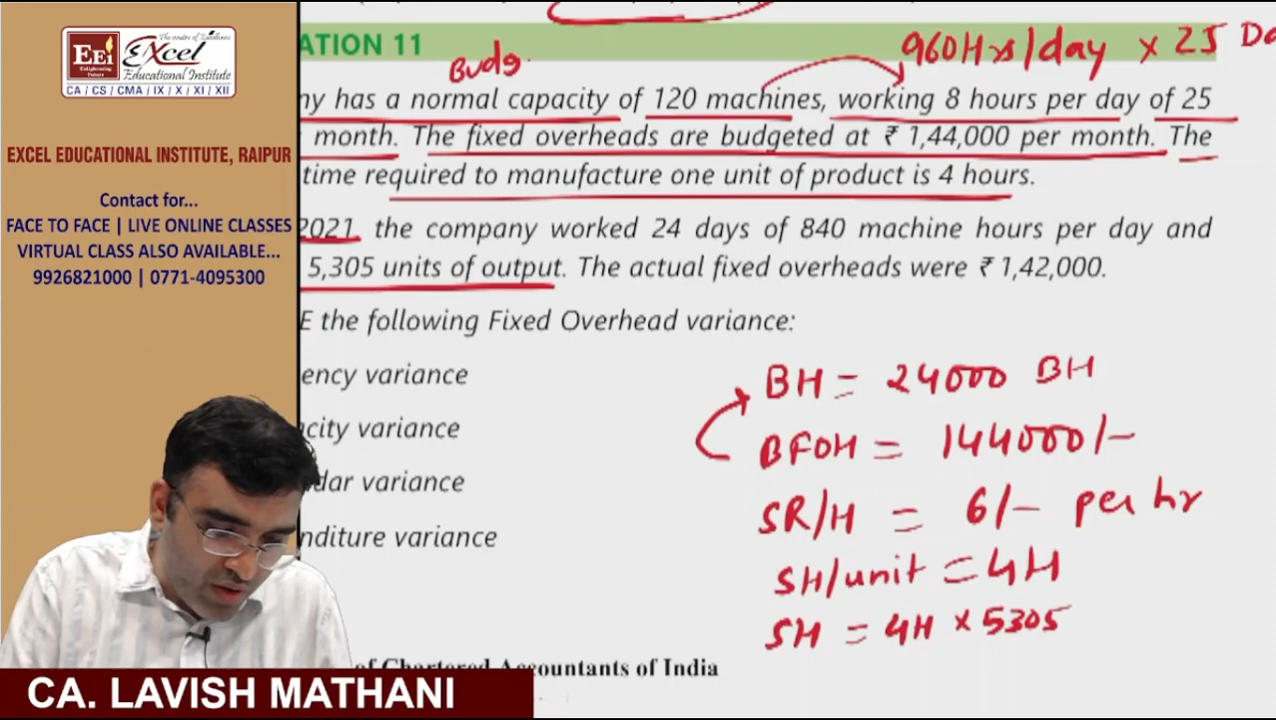 The centre of Excellence
EEi
Enlightening Future
Excel
Educational Institute
CA / CS / CMA / IX / X / XI / XII
EXCEL EDUCATIONAL INSTITUTE, RAIPUR
Contact for...
FACE TO FACE | LIVE ONLINE CLASSES
VIRTUAL CLASS ALSO AVAILABLE...
9926821000 | 0771-4095300
ATION 11
960Hrs/day × 25 Da
Budg.
ny has a normal capacity of 120 machines, working 8 hours per day of 25
month. The fixed overheads are budgeted at ₹ 1,44,000 per month. The
time required to manufacture one unit of product is 4 hours.
2021, the company worked 24 days of 840 machine hours per day and
5,305 units of output. The actual fixed overheads were ₹ 1,42,000.
E the following Fixed Overhead variance:
ency variance
city variance
dar variance
nditure variance
BH = 24000 BH
BFOH = 144000/-
SR/H = 6/- per hr
SH/unit = 4H
SH = 4H × 5305
of Chartered Accountants of India
CA. LAVISH MATHANI